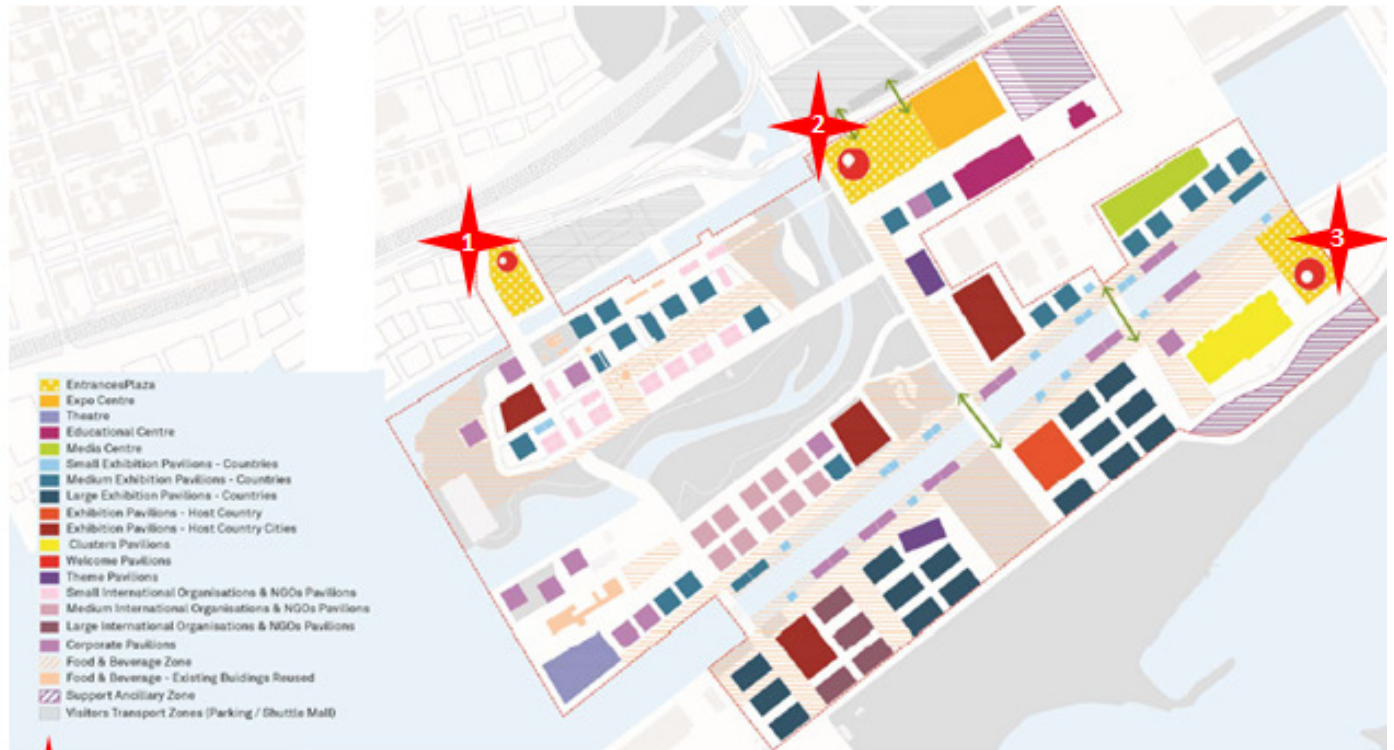 1
2
3
EntrancesPlaza
Expo Centre
Theatre
Educational Centre
Media Centre
Small Exhibition Pavilions - Countries
Medium Exhibition Pavilions - Countries
Large Exhibition Pavilions - Countries
Exhibition Pavilions - Host Country
Exhibition Pavilions - Host Country Cities
Clusters Pavilions
Welcome Pavilions
Theme Pavilions
Small International Organisations & NGOs Pavilions
Medium International Organisations & NGOs Pavilions
Large International Organisations & NGOs Pavilions
Corporate Pavilions
Food & Beverage Zone
Food & Beverage - Existing Buidings Reused
Support Ancillary Zone
Visitors Transport Zones (Parking / Shuttle Mall)